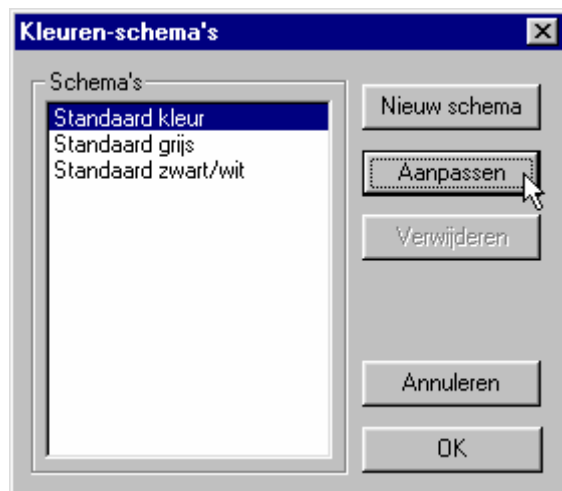 Kleuren-schema's
Schema's
Standaard kleur
Standaard grijs
Standaard zwart/wit
Nieuw schema
Aanpassen
Verwijderen
Annuleren
OK